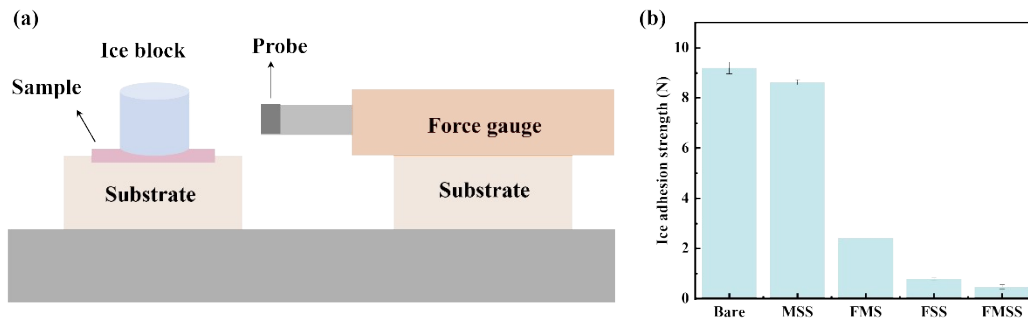 (a)
Ice block
Probe
Sample
Force gauge
Substrate
Substrate
(b)
Ice adhesion strength (N)
10
8
6
4
2
0
Bare MSS FMS FSS FMSS